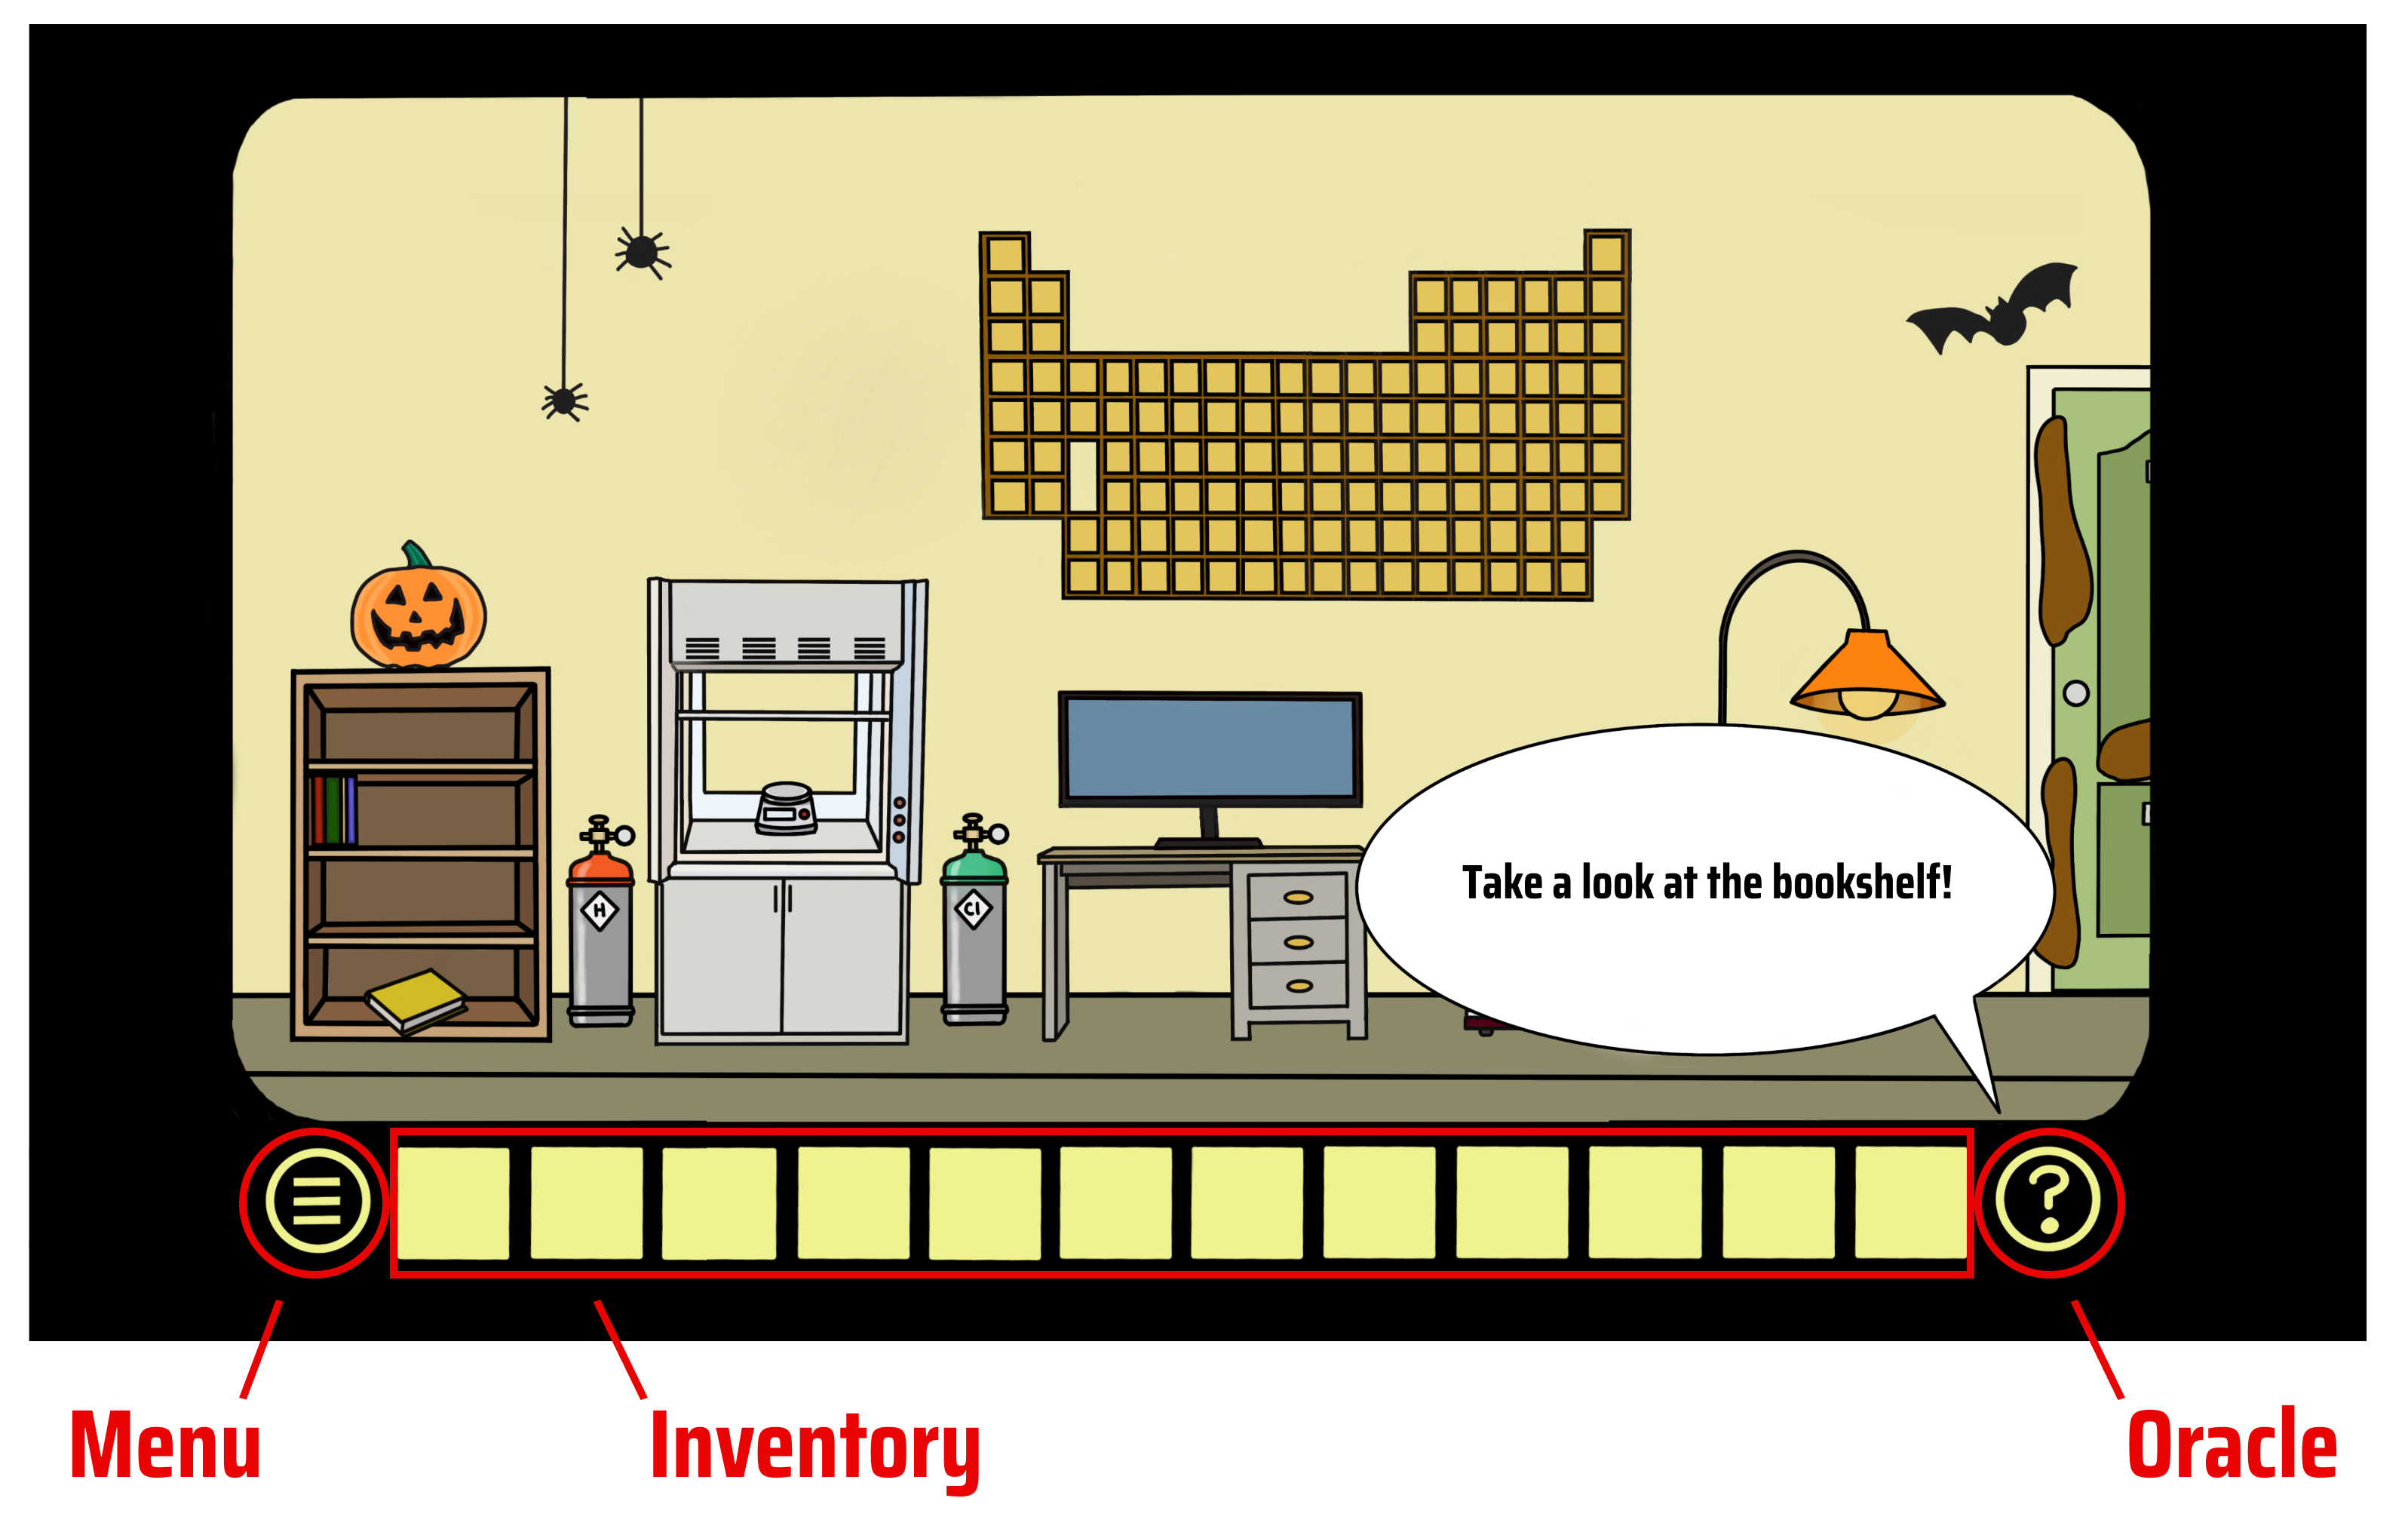 H
Cl
Take a look at the bookshelf!
?
Menu
Inventory
Oracle